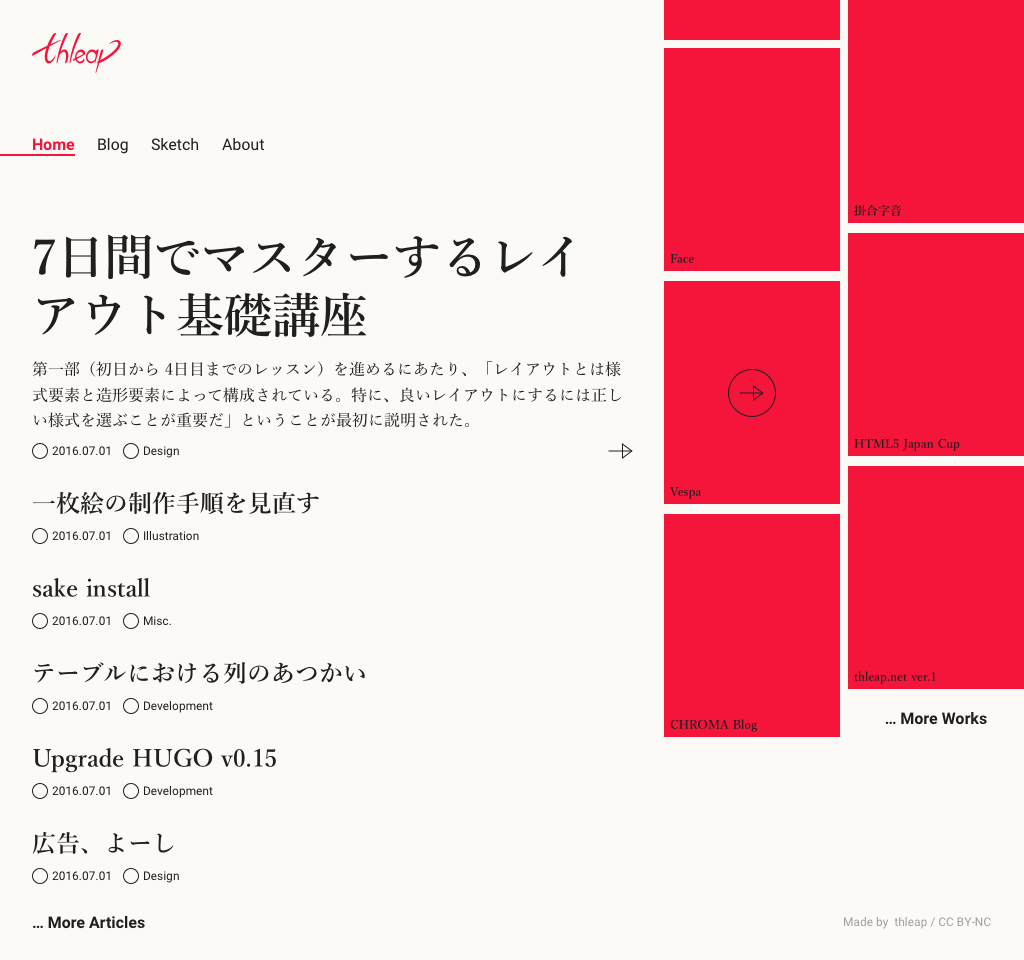 thleap
Home Blog Sketch About
7日間でマスターするレイ
アウト基礎講座
第一部（初日から 4日目までのレッスン）を進めるにあたり、「レイアウトとは様
式要素と造形要素によって構成されている。特に、良いレイアウトにするには正し
い様式を選ぶことが重要だ」ということが最初に説明された。
2016.07.01 Design
一枚絵の制作手順を見直す
2016.07.01 Illustration
sake install
2016.07.01 Misc.
テーブルにおける列のあつかい
2016.07.01 Development
Upgrade HUGO v0.15
2016.07.01 Development
広告、よーし
2016.07.01 Design
... More Articles
Face
Vespa
CHROMA Blog
掛合字音
HTML5 Japan Cup
thleap.net ver.1
... More Works
Made by thleap / CC BY-NC